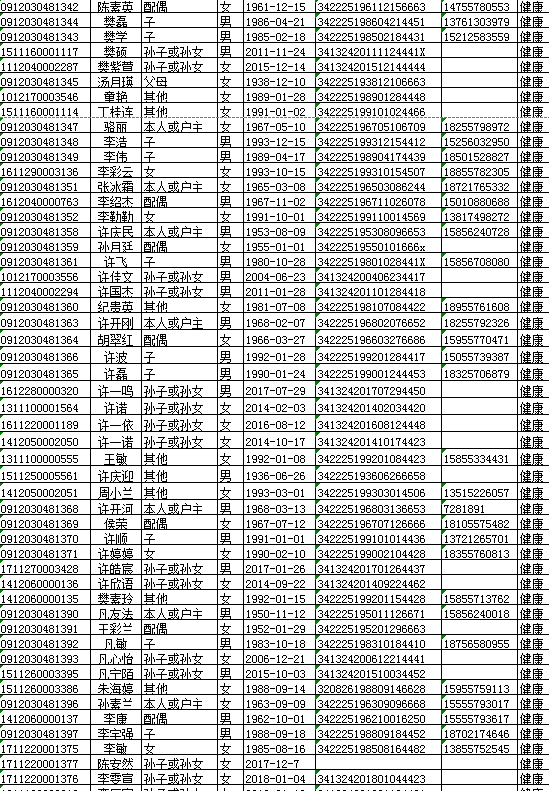 0912030481342 陈素英 配偶 女 1961-12-15 342225196112156663 14755780553 健康
0912030481344 樊磊 子 男 1986-04-21 342225198604214451 13761303979 健康
0912030481343 樊学 子 男 1985-02-18 342225198502184431 15212583559 健康
1511160001117 樊硕 孙子或孙女 男 2011-11-24 34132420111124441X 健康
1112040002287 樊紫萱 孙子或孙女 女 2015-12-14 341324201512144444 健康
0912030481345 汤月瑛 父母 女 1938-12-10 342225193812106663 健康
1012170003546 童艳 其他 女 1989-01-28 342225198901284448 健康
1511160001114 丁桂连 其他 女 1991-01-02 342225199101024466 健康
0912030481347 骆丽 本人或户主 女 1967-05-10 342225196705106709 18255798972 健康
0912030481348 李浩 子 男 1993-12-15 342225199312154412 15256032950 健康
0912030481349 李伟 子 男 1989-04-17 342225198904174439 18501528827 健康
1611290003136 李彩云 女 女 1993-10-15 342225199310154507 18855782305 健康
0912030481351 张冰霜 本人或户主 女 1965-03-08 342225196503086244 18721765332 健康
1612040000763 李绍杰 配偶 男 1967-11-02 342225196711026078 15010880688 健康
0912030481352 李勤勤 女 女 1991-10-01 342225199110014569 13817498272 健康
0912030481358 许庆民 本人或户主 男 1953-08-09 342225195308096653 15856240728 健康
0912030481359 孙月廷 配偶 女 1955-01-01 34222519550101666x 健康
0912030481361 许飞 子 男 1980-10-28 34222519801028441X 15856708080 健康
1012170003556 许佳文 孙子或孙女 男 2004-06-23 341324200406234417 健康
1112040002294 许国杰 孙子或孙女 男 2011-01-28 341324201101284418 健康
0912030481360 纪贵英 其他 女 1981-07-08 342225198107084422 18955761608 健康
0912030481363 许开刚 本人或户主 男 1968-02-07 342225196802076652 18255792326 健康
0912030481364 胡翠红 配偶 女 1966-03-27 342225196603276686 15955770471 健康
0912030481366 许波 子 男 1992-01-28 342225199201284417 15055739387 健康
0912030481365 许磊 子 男 1990-01-24 342225199001244453 18325706879 健康
1612280000320 许一鸣 孙子或孙女 男 2017-07-29 341324201707294450 健康
1311100001564 许诺 孙子或孙女 女 2014-02-03 341324201402034420 健康
1611220001189 许一依 孙子或孙女 女 2016-08-12 341324201608124448 健康
1412050002050 许一诺 孙子或孙女 女 2014-10-17 341324201410174423 健康
1311100000555 王敏 其他 女 1992-01-08 342225199201084423 15855334431 健康
1511250005561 许庆迎 其他 男 1936-06-26 342225193606266658 健康
1412050002051 周小兰 其他 女 1993-03-01 342225199303014506 13515226057 健康
0912030481368 许开河 本人或户主 男 1968-03-13 342225196803136653 7281891 健康
0912030481369 侯荣 配偶 女 1967-07-12 342225196707126666 18105575482 健康
0912030481370 许顺 子 男 1991-01-01 342225199101014436 13721265701 健康
0912030481371 许婷婷 女 女 1990-02-10 342225199002104428 18355760813 健康
1711270003428 许皓宸 孙子或孙女 男 2017-01-26 341324201701264437 健康
1412060000136 许欣语 孙子或孙女 女 2014-09-22 341324201409224462 健康
1412060000135 樊素玲 其他 女 1992-01-15 342225199201154428 15855713762 健康
0912030481390 凡友法 本人或户主 男 1950-11-12 342225195011126671 15856240018 健康
0912030481391 王彩兰 配偶 女 1952-01-29 342225195201296663 健康
0912030481392 凡敏 子 男 1983-10-18 342225198310184410 18756580955 健康
0912030481393 凡心怡 孙子或孙女 女 2006-12-21 341324200612214441 健康
1511260003395 凡宁陌 孙子或孙女 男 2015-10-03 341324201510034452 健康
1511260003386 朱海婷 其他 女 1988-09-14 320826198809146628 15955759113 健康
0912030481396 孙素兰 本人或户主 女 1963-09-09 342225196309096668 15555793017 健康
1412060000137 李康 配偶 男 1962-10-01 342225196210016250 15555793617 健康
0912030481397 李宇强 子 男 1988-09-18 342225198809184452 18702174646 健康
1711220001375 李敏 女 女 1985-08-16 342225198508164482 13855752545 健康
1711220001377 陈安然 孙子或孙女 女 2017-12-7 健康
1711220001376 李雯宣 孙子或孙女 女 2018-01-04 341324201801044423 健康